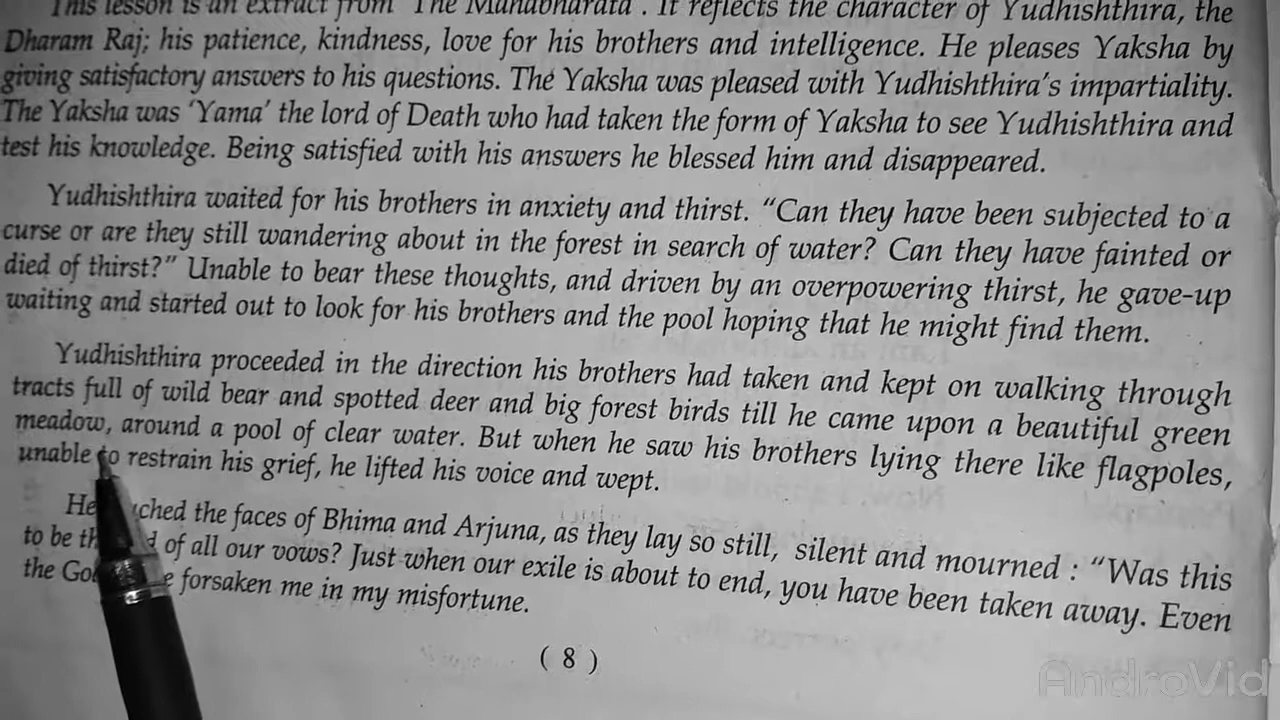 This lesson is an extract from 'The Mahabharata'. It reflects the character of Yudhishthira, the
Dharam Raj; his patience, kindness, love for his brothers and intelligence. He pleases Yaksha by
giving satisfactory answers to his questions. The Yaksha was pleased with Yudhishthira's impartiality.
The Yaksha was 'Yama' the lord of Death who had taken the form of Yaksha to see Yudhishthira and
test his knowledge. Being satisfied with his answers he blessed him and disappeared.
Yudhishthira waited for his brothers in anxiety and thirst. "Can they have been subjected to a
curse or are they still wandering about in the forest in search of water? Can they have fainted or
died of thirst?" Unable to bear these thoughts, and driven by an overpowering thirst, he gave-up
waiting and started out to look for his brothers and the pool hoping that he might find them.
Yudhishthira proceeded in the direction his brothers had taken and kept on walking through
tracts full of wild bear and spotted deer and big forest birds till he came upon a beautiful green
meadow, around a pool of clear water. But when he saw his brothers lying there like flagpoles,
unable to restrain his grief, he lifted his voice and wept.
He the faces of Bhima and Arjuna, as they lay so still, silent and mourned : "Was this
to be of all our vows? Just when our exile is about to end, you have been taken away. Even
the forsaken me in my misfortune.
( 8 )
AndroVid